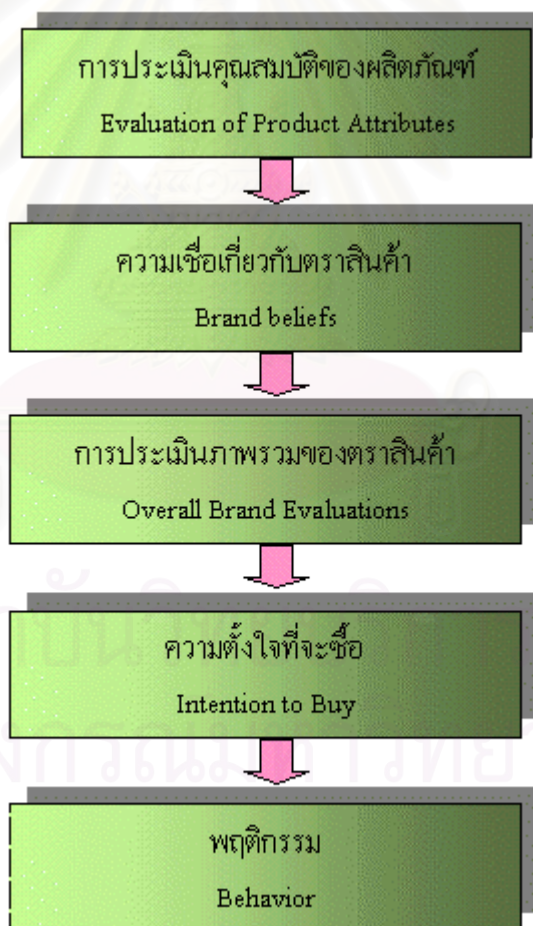 การประเมินคุณสมบัติของผลิตภัณฑ์
Evaluation of Product Attributes
ความเชื่อเกี่ยวกับตราสินค้า
Brand beliefs
การประเมินภาพรวมของตราสินค้า
Overall Brand Evaluations
ความตั้งใจที่จะซื้อ
Intention to Buy
พฤติกรรม
Behavior